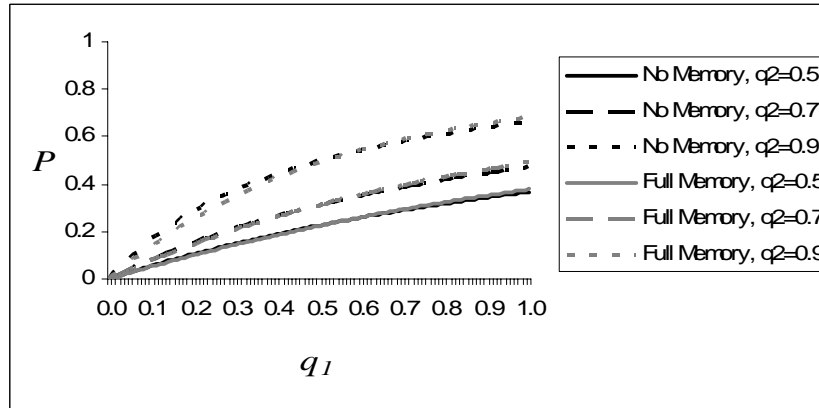 1
0.8
0.6
0.4
0.2
0
P
0.0 0.1 0.2 0.3 0.4 0.5 0.6 0.7 0.8 0.9 1.0
q1
No Memory, q2=0.5
No Memory, q2=0.7
No Memory, q2=0.9
Full Memory, q2=0.5
Full Memory, q2=0.7
Full Memory, q2=0.9